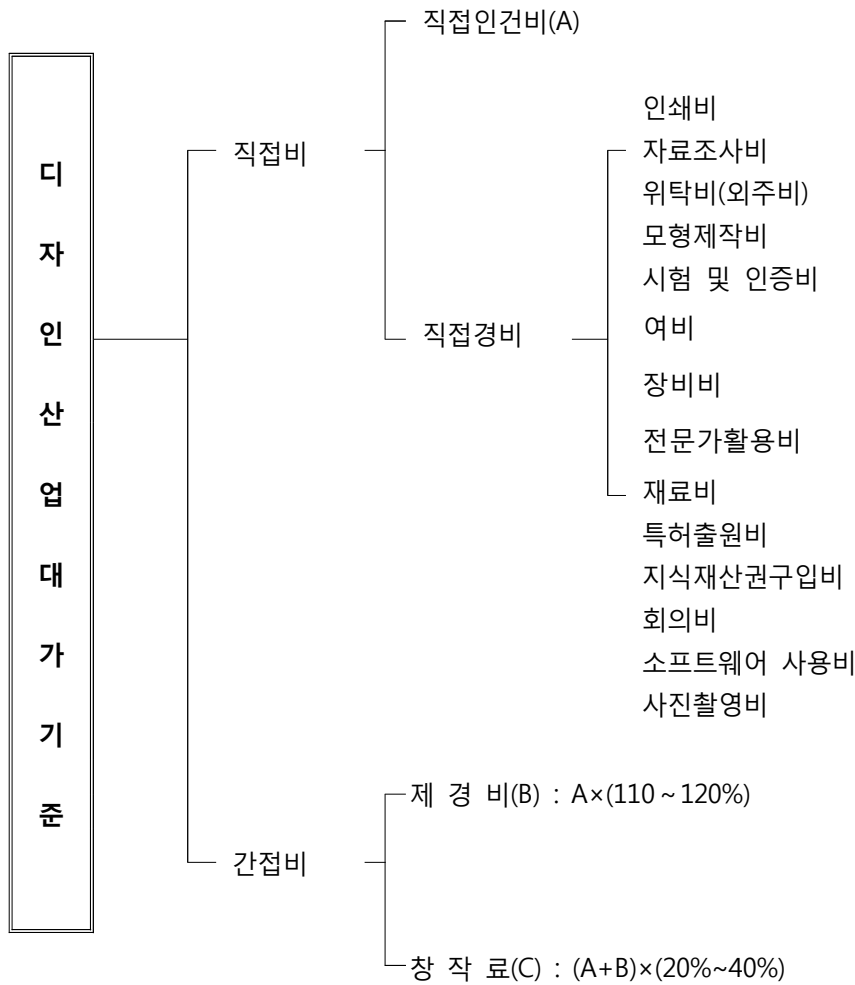 디자인산업대가기준
직접비
직접인건비(A)
직접경비
인쇄비
자료조사비
위탁비(외주비)
모형제작비
시험 및 인증비
여비
장비비
전문가활용비
재료비
특허출원비
지식재산권구입비
회의비
소프트웨어 사용비
사진촬영비
간접비
제 경 비(B) : A×(110~120%)
창 작 료(C) : (A+B)×(20%~40%)